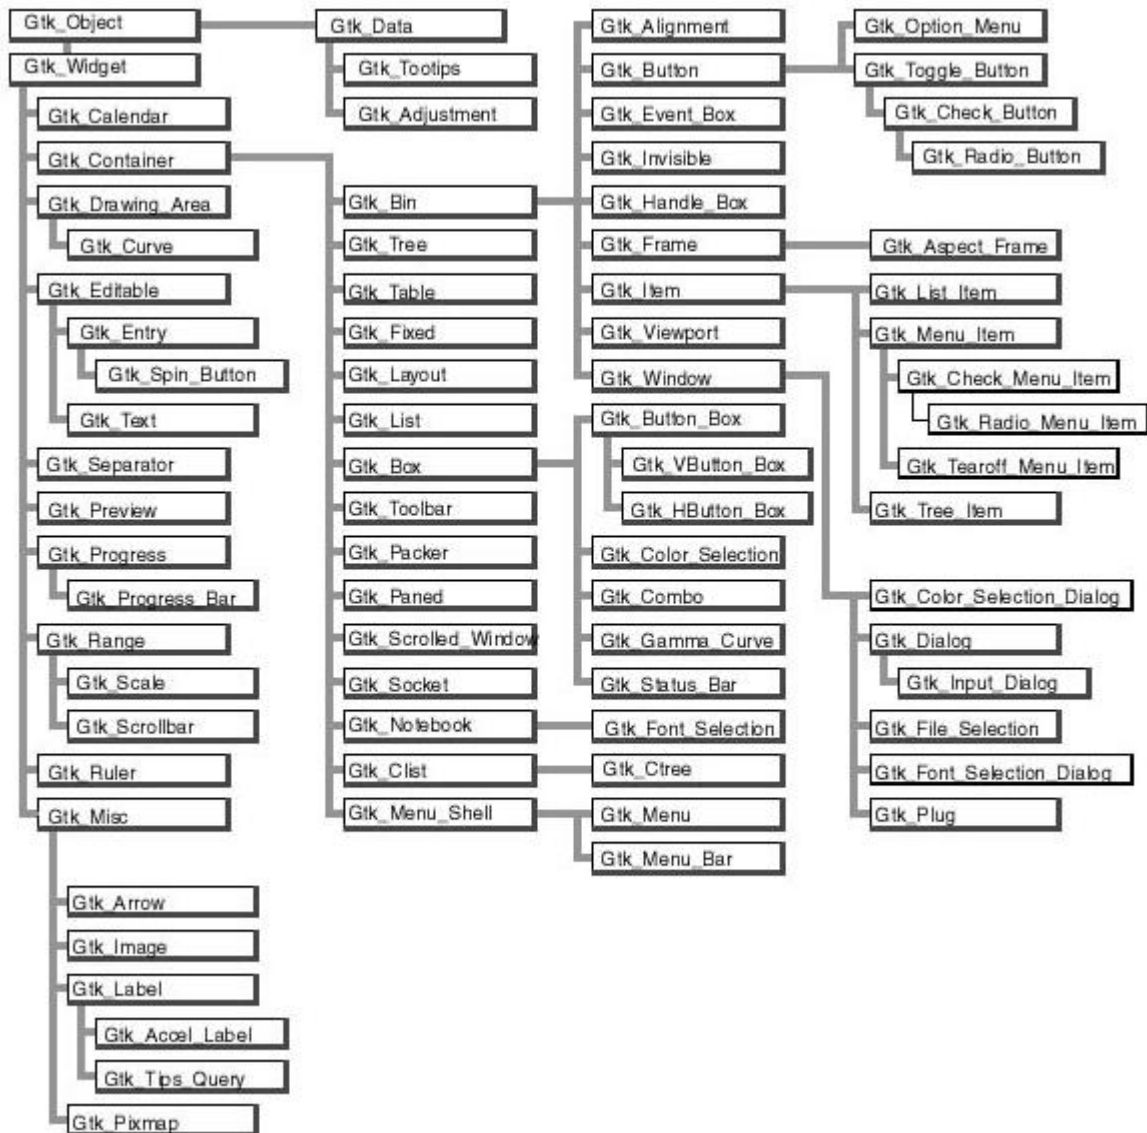 Gtk_Object
Gtk_Widget
Gtk_Calendar
Gtk_Container
Gtk_Drawing_Area
Gtk_Curve
Gtk_Editable
Gtk_Entry
Gtk_Spin_Button
Gtk_Text
Gtk_Separator
Gtk_Preview
Gtk_Progress
Gtk_Progress_Bar
Gtk_Range
Gtk_Scale
Gtk_Scrollbar
Gtk_Ruler
Gtk_Misc
Gtk_Arrow
Gtk_Image
Gtk_Label
Gtk_Accel_Label
Gtk_Tips_Query
Gtk_Pixmap
Gtk_Data
Gtk_Tootips
Gtk_Adjustment
Gtk_Bin
Gtk_Tree
Gtk_Table
Gtk_Fixed
Gtk_Layout
Gtk_List
Gtk_Box
Gtk_Toolbar
Gtk_Packer
Gtk_Paned
Gtk_Scrolled_Window
Gtk_Socket
Gtk_Notebook
Gtk_Clist
Gtk_Menu_Shell
Gtk_Alignment
Gtk_Button
Gtk_Event_Box
Gtk_Invisible
Gtk_Handle_Box
Gtk_Frame
Gtk_Item
Gtk_Viewport
Gtk_Window
Gtk_Button_Box
Gtk_VButton_Box
Gtk_HButton_Box
Gtk_Color_Selection
Gtk_Combo
Gtk_Gamma_Curve
Gtk_Status_Bar
Gtk_Font_Selection
Gtk_Ctree
Gtk_Menu
Gtk_Menu_Bar
Gtk_Option_Menu
Gtk_Toggle_Button
Gtk_Check_Button
Gtk_Radio_Button
Gtk_Aspect_Frame
Gtk_List_Item
Gtk_Menu_Item
Gtk_Check_Menu_Item
Gtk_Radio_Menu_Item
Gtk_Tearoff_Menu_Item
Gtk_Tree_Item
Gtk_Color_Selection_Dialog
Gtk_Dialog
Gtk_Input_Dialog
Gtk_File_Selection
Gtk_Font_Selection_Dialog
Gtk_Plug